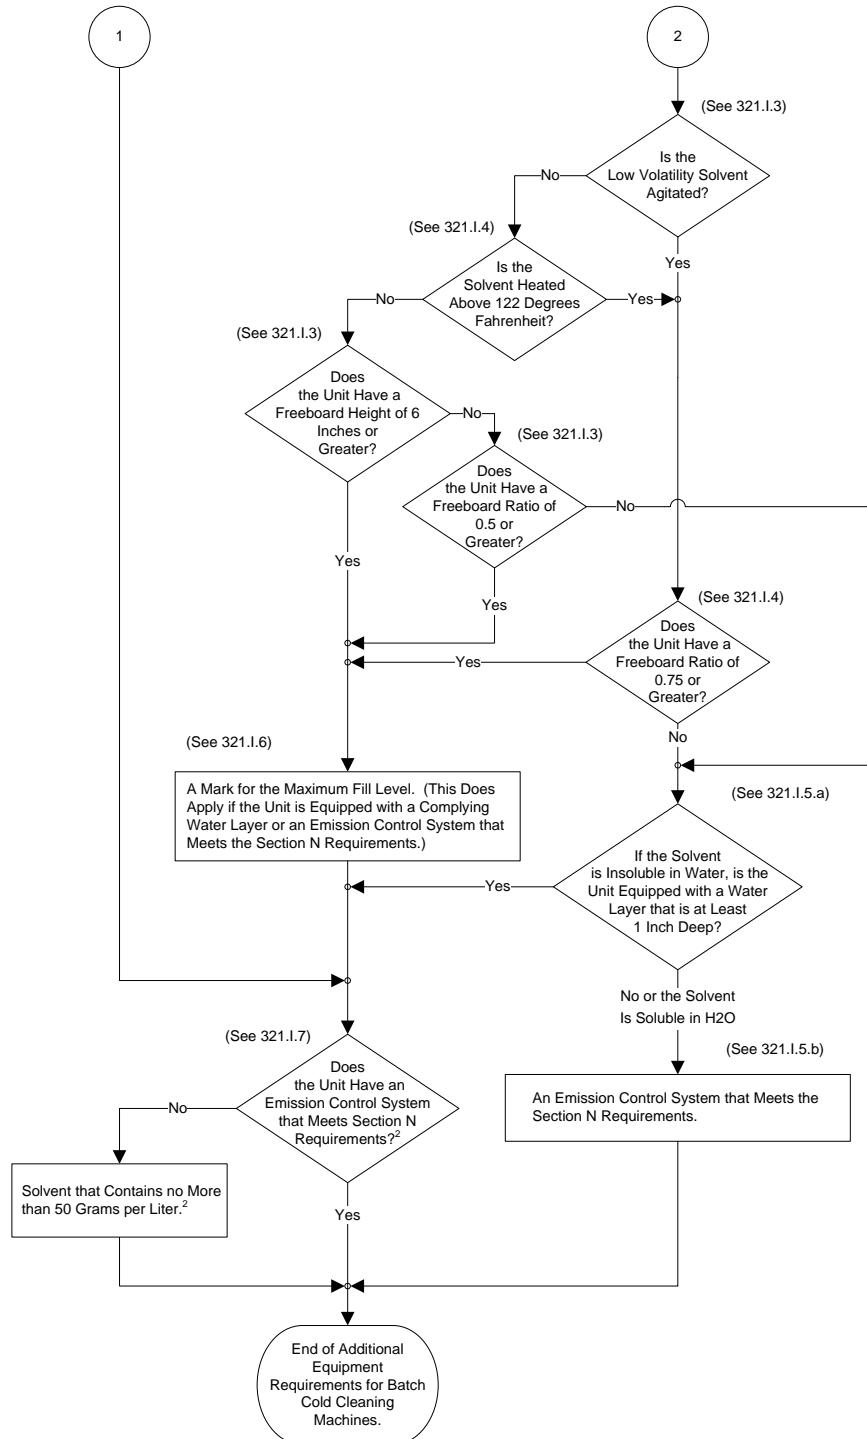 1
2
(See 321.I.3)
Is the
Low Volatility Solvent
Agitated?
No
Yes
(See 321.I.4)
Is the
Solvent Heated
Above 122 Degrees
Fahrenheit?
No
Yes
(See 321.I.3)
Does
the Unit Have a
Freeboard Height of 6
Inches or
Greater?
No
Yes
(See 321.I.3)
Does
the Unit Have a
Freeboard Ratio of
0.5 or
Greater?
No
Yes
(See 321.I.4)
Does
the Unit Have a
Freeboard Ratio of
0.75 or
Greater?
Yes
No
(See 321.I.6)
A Mark for the Maximum Fill Level. (This Does
Apply if the Unit is Equipped with a Complying
Water Layer or an Emission Control System that
Meets the Section N Requirements.)
(See 321.I.5.a)
If the Solvent
is Insoluble in Water, is the
Unit Equipped with a Water
Layer that is at Least
1 Inch Deep?
Yes
No or the Solvent
Is Soluble in H2O
(See 321.I.5.b)
An Emission Control System that Meets the
Section N Requirements.
(See 321.I.7)
Does
the Unit Have an
Emission Control System
that Meets Section N
Requirements?²
No
Yes
Solvent that Contains no More
than 50 Grams per Liter.²
End of Additional
Equipment
Requirements for Batch
Cold Cleaning
Machines.